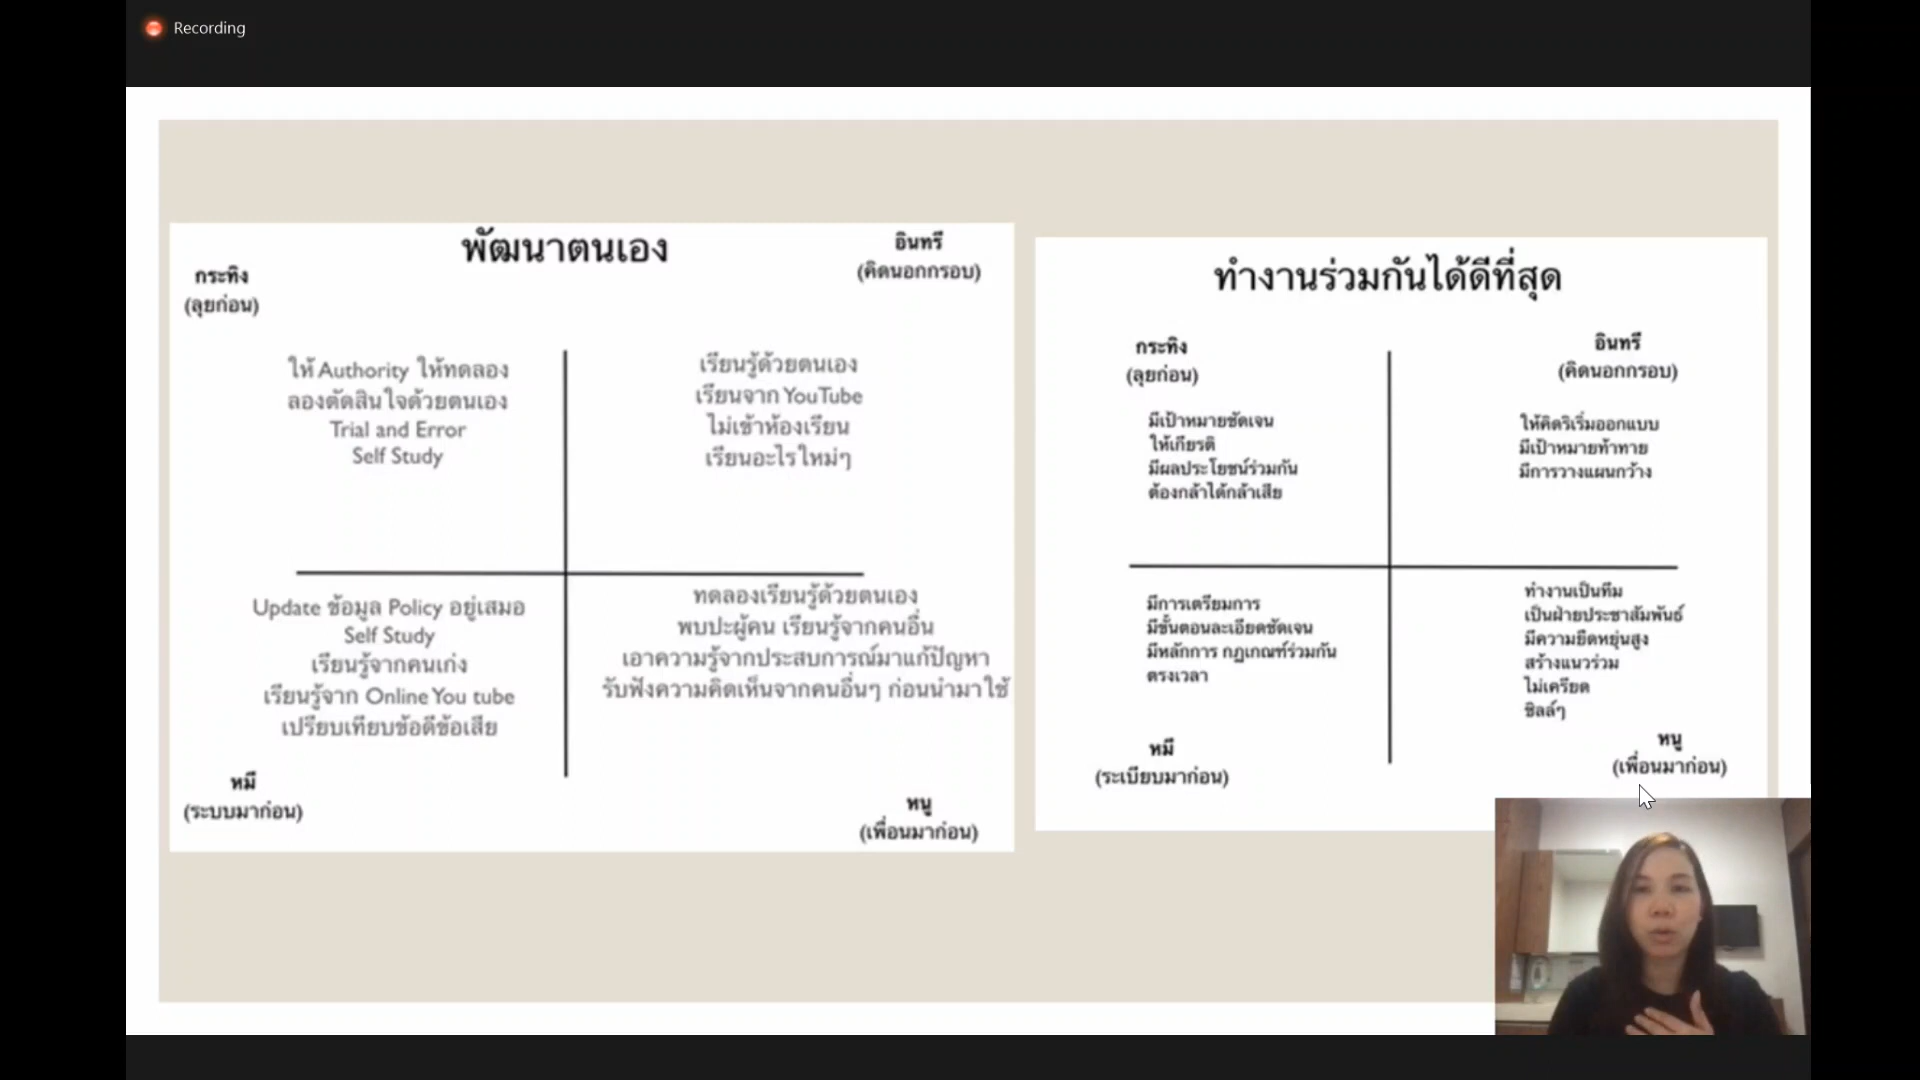 Recording
พัฒนาตนเอง
กระทิง
(ลุยก่อน)
อินทรี
(คิดนอกกรอบ)
ให้ Authority ให้ทดลอง
ลองตัดสินใจด้วยตนเอง
Trial and Error
Self Study
เรียนรู้ด้วยตนเอง
เรียนจาก YouTube
ไม่เข้าห้องเรียน
เรียนอะไรใหม่ๆ
Update ข้อมูล Policy อยู่เสมอ
Self Study
เรียนรู้จากคนเก่ง
เรียนรู้จาก Online You tube
เปรียบเทียบข้อดีข้อเสีย
ทดลองเรียนรู้ด้วยตนเอง
พบปะผู้คน เรียนรู้จากคนอื่น
เอาความรู้จากประสบการณ์มาแก้ปัญหา
รับฟังความคิดเห็นจากคนอื่นๆ ก่อนนำมาใช้
หมี
(ระบบมาก่อน)
หนู
(เพื่อนมาก่อน)
ทำงานร่วมกันได้ดีที่สุด
กระทิง
(ลุยก่อน)
อินทรี
(คิดนอกกรอบ)
มีเป้าหมายชัดเจน
ให้เกียรติ
มีผลประโยชน์ร่วมกัน
ต้องกล้าได้กล้าเสีย
ให้คิดริเริ่มออกแบบ
มีเป้าหมายท้าทาย
มีการวางแผนกว้าง
มีการเตรียมการ
มีขั้นตอนละเอียดชัดเจน
มีหลักการ กฏเกณฑ์ร่วมกัน
ตรงเวลา
ทำงานเป็นทีม
เป็นฝ่ายประชาสัมพันธ์
มีความยืดหยุ่นสูง
สร้างแนวร่วม
ไม่เครียด
ชิลล์ๆ
หมี
(ระเบียบมาก่อน)
หนู
(เพื่อนมาก่อน)